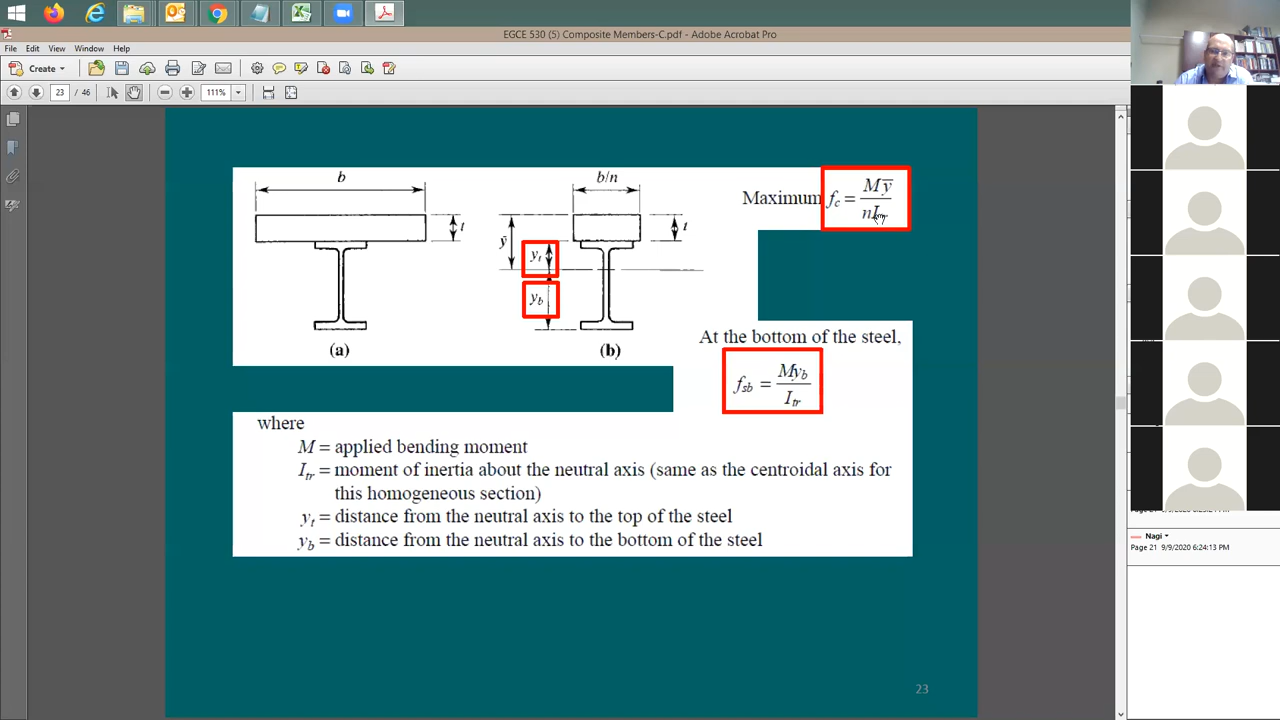 EGCE 530 (5) Composite Members-C.pdf - Adobe Acrobat Pro
File Edit View Window Help
Create
23 / 46 111%
b
b/n
Maximum f_c = Mȳ / nI
t
t
ȳ
y_t
y_b
(a)
(b)
At the bottom of the steel,
f_sb = My_b / I_tr
where
M = applied bending moment
I_tr = moment of inertia about the neutral axis (same as the centroidal axis for
this homogeneous section)
y_t = distance from the neutral axis to the top of the steel
y_b = distance from the neutral axis to the bottom of the steel
23
Nagi
Page 21 9/9/2020 6:24:13 PM